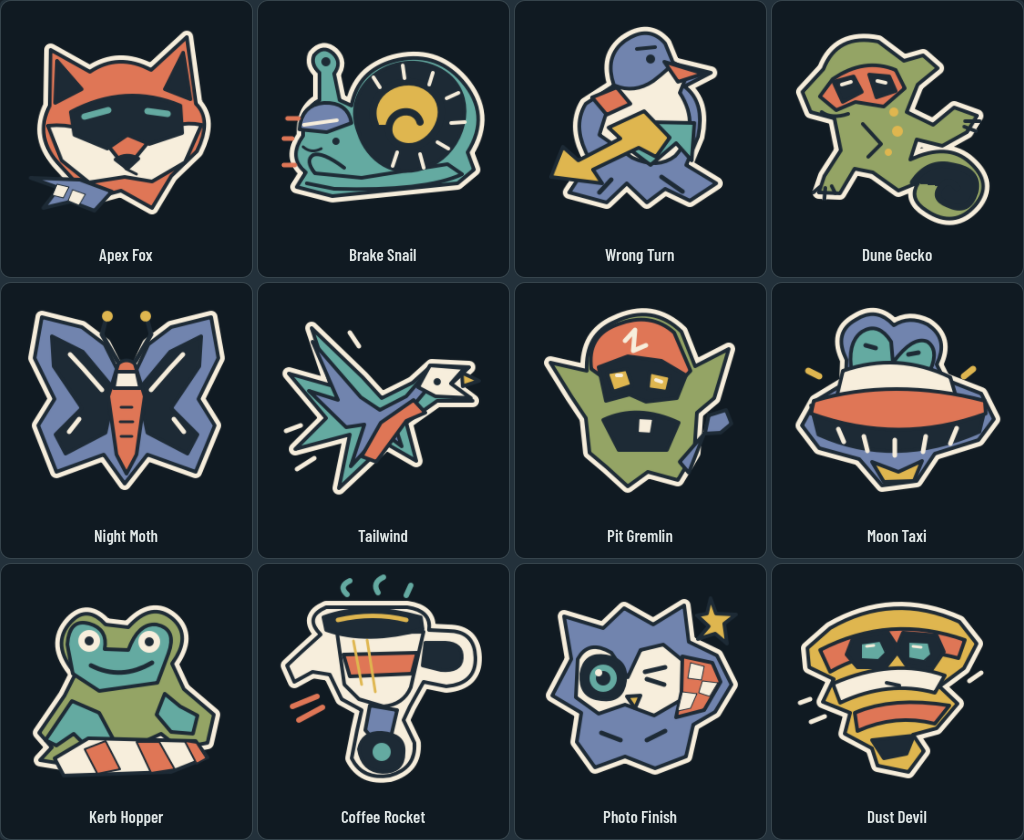 Apex Fox
Brake Snail
Wrong Turn
Dune Gecko
Night Moth
Tailwind
Pit Gremlin
Moon Taxi
Kerb Hopper
Coffee Rocket
Photo Finish
Dust Devil